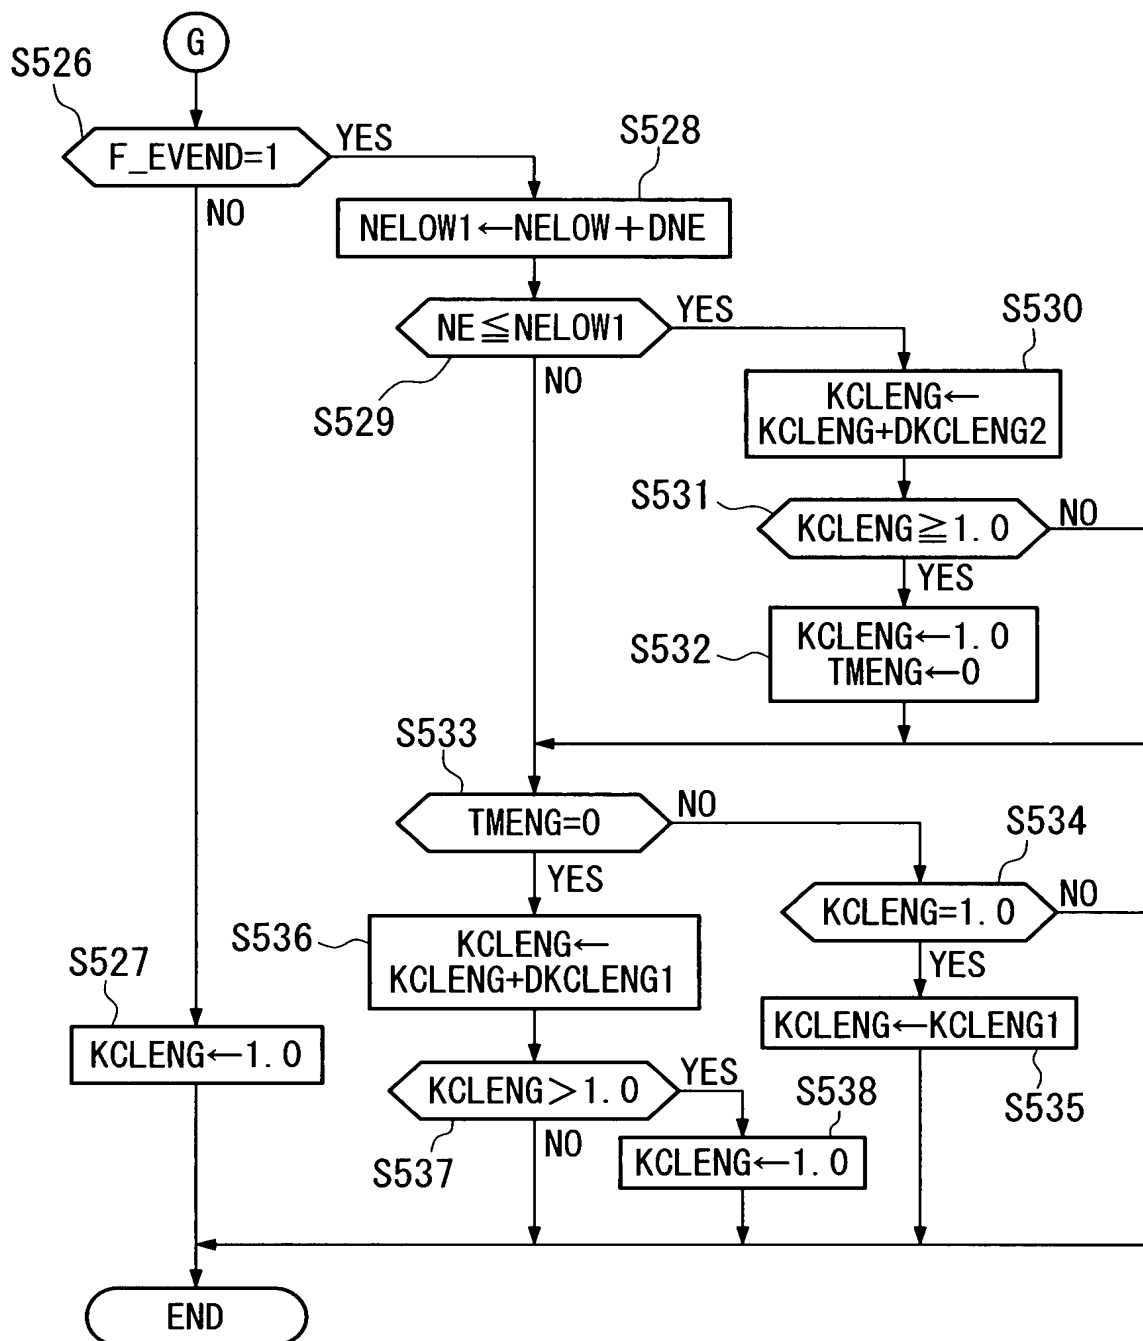 G
S526
F_EVEND=1
YES
NO
S528
NELOW1←NELOW+DNE
NE≦NELOW1
YES
NO
S529
S530
KCLENG←
KCLENG+DKCLENG2
S531
KCLENG≧1.0
NO
YES
S532
KCLENG←1.0
TMENG←0
S533
TMENG=0
NO
YES
S534
KCLENG=1.0
NO
YES
S536
KCLENG←
KCLENG+DKCLENG1
S527
KCLENG←1.0
KCLENG←KCLENG1
S535
KCLENG>1.0
YES
NO
S537
S538
KCLENG←1.0
END